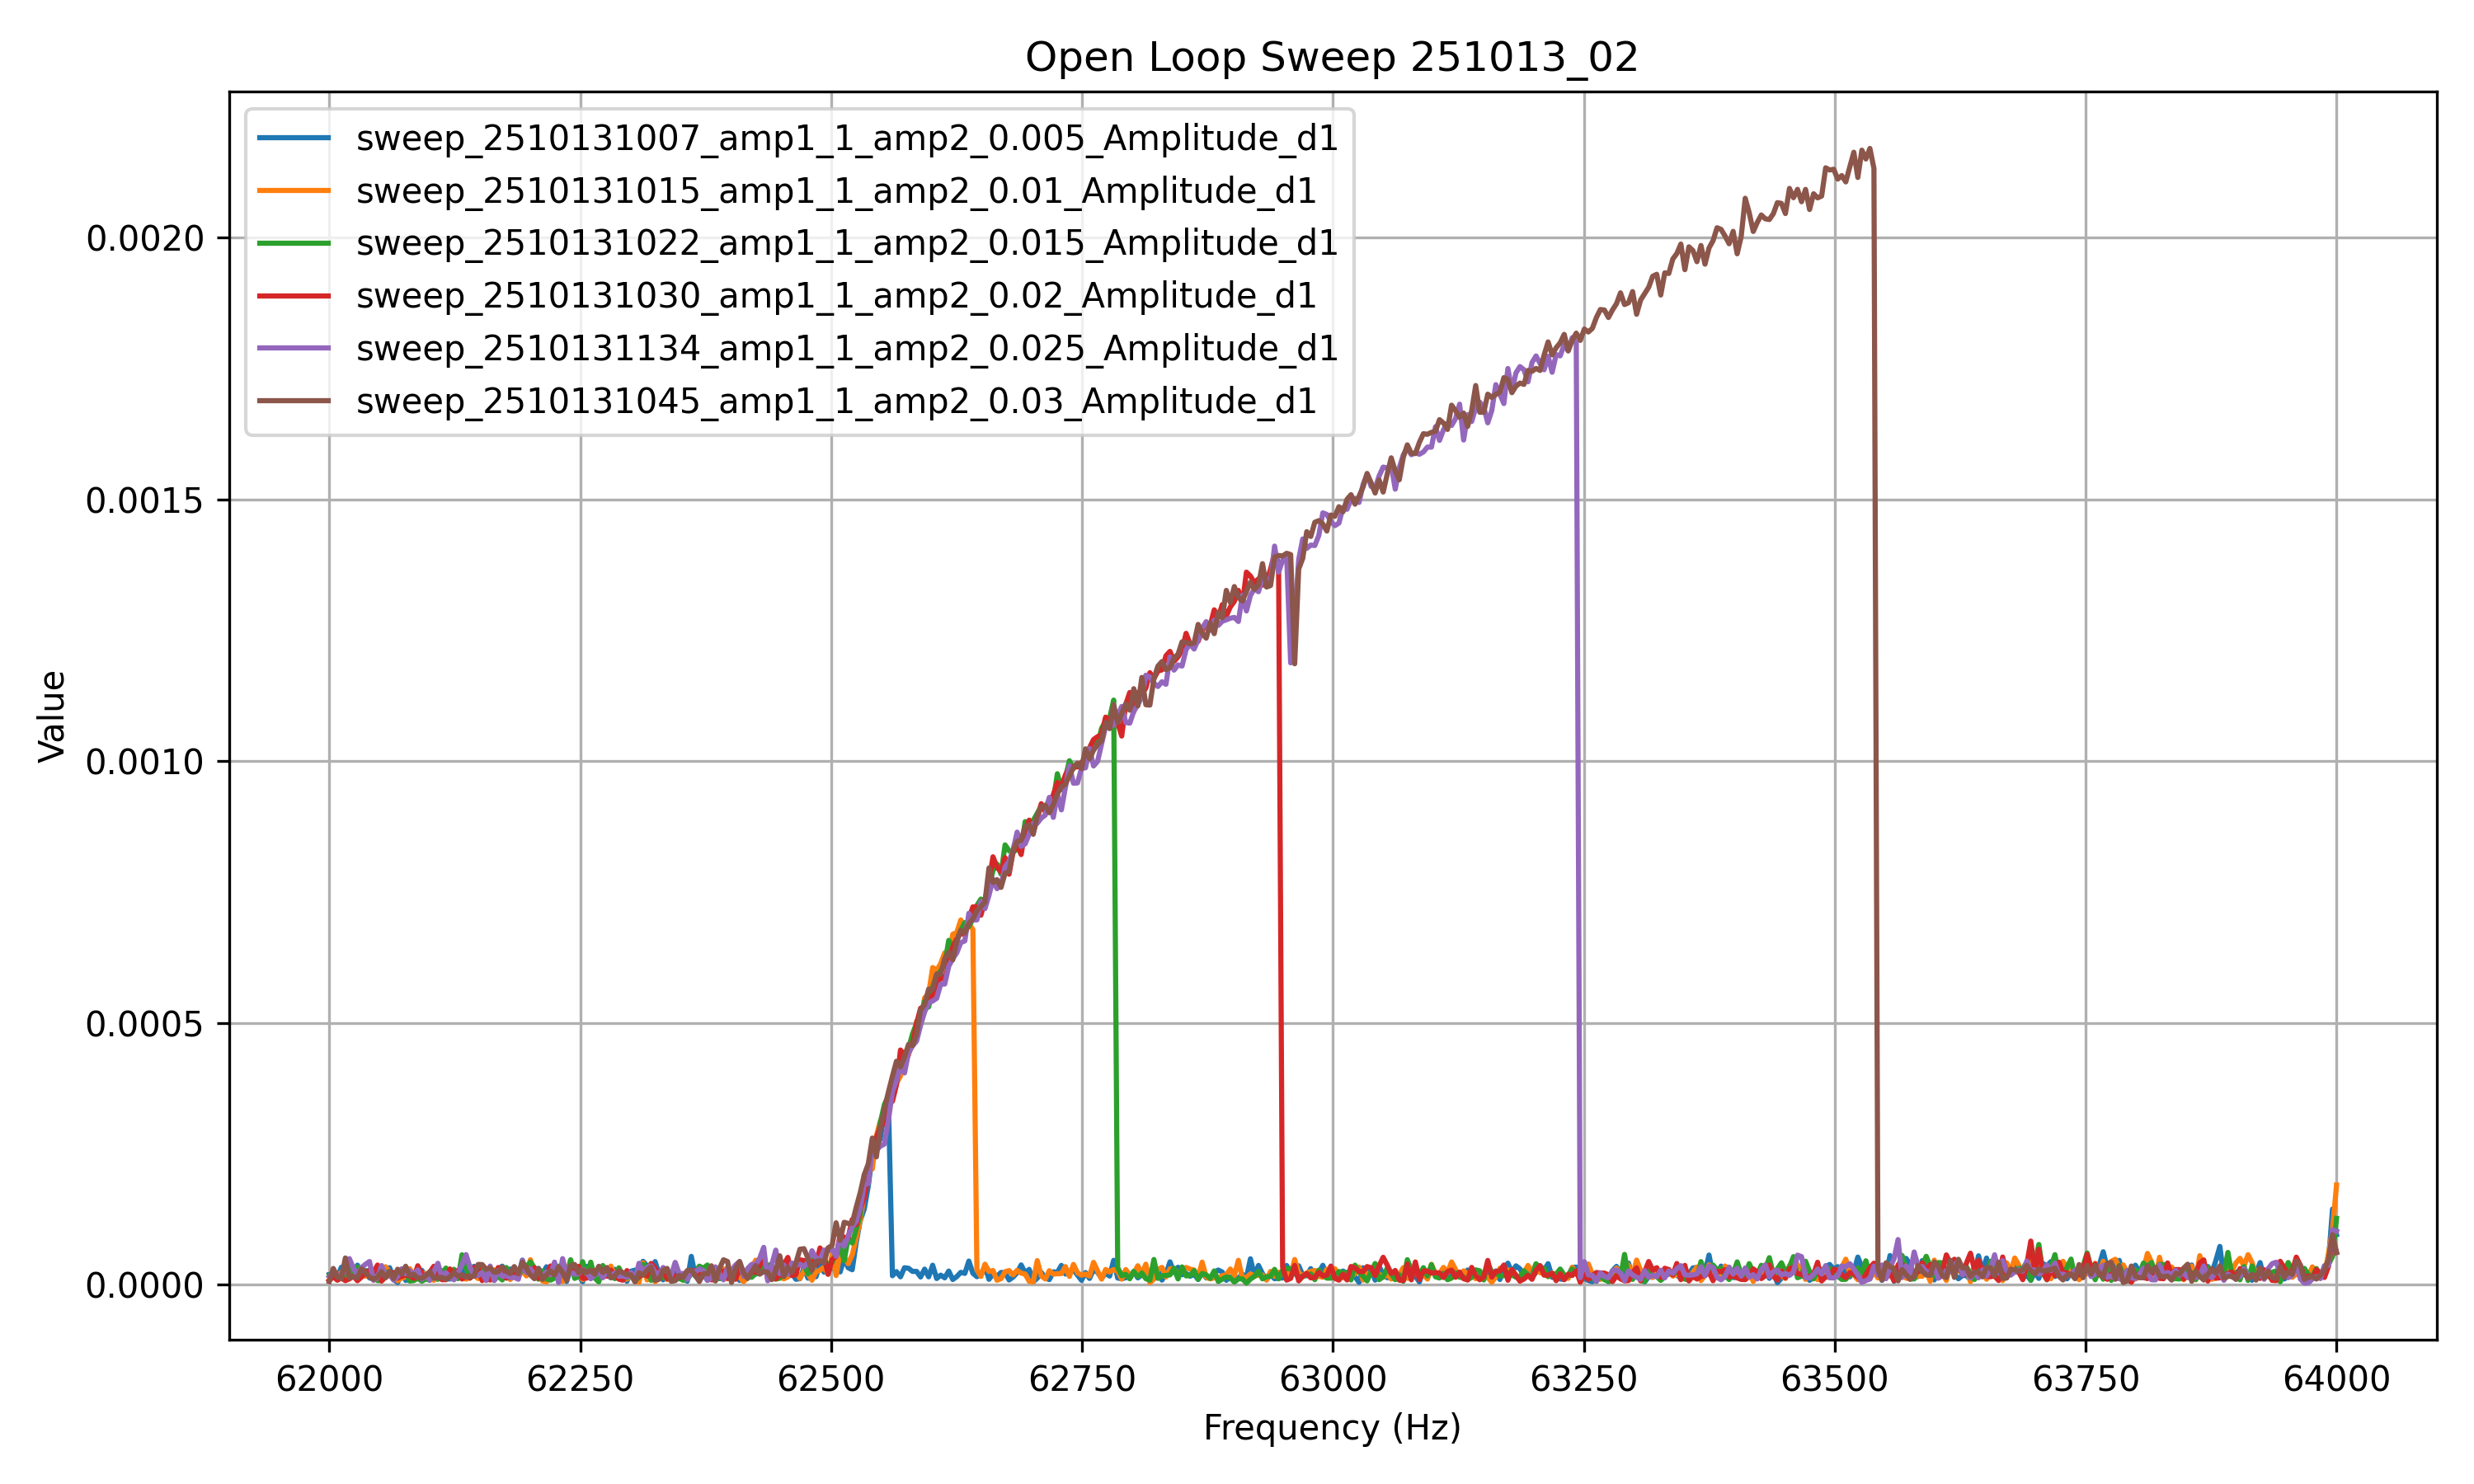 Open Loop Sweep 251013_02
sweep_2510131007_amp1_1_amp2_0.005_Amplitude_d1
sweep_2510131015_amp1_1_amp2_0.01_Amplitude_d1
sweep_2510131022_amp1_1_amp2_0.015_Amplitude_d1
sweep_2510131030_amp1_1_amp2_0.02_Amplitude_d1
sweep_2510131134_amp1_1_amp2_0.025_Amplitude_d1
sweep_2510131045_amp1_1_amp2_0.03_Amplitude_d1
0.0020
0.0015
0.0010
0.0005
0.0000
Value
62000 62250 62500 62750 63000 63250 63500 63750 64000
Frequency (Hz)